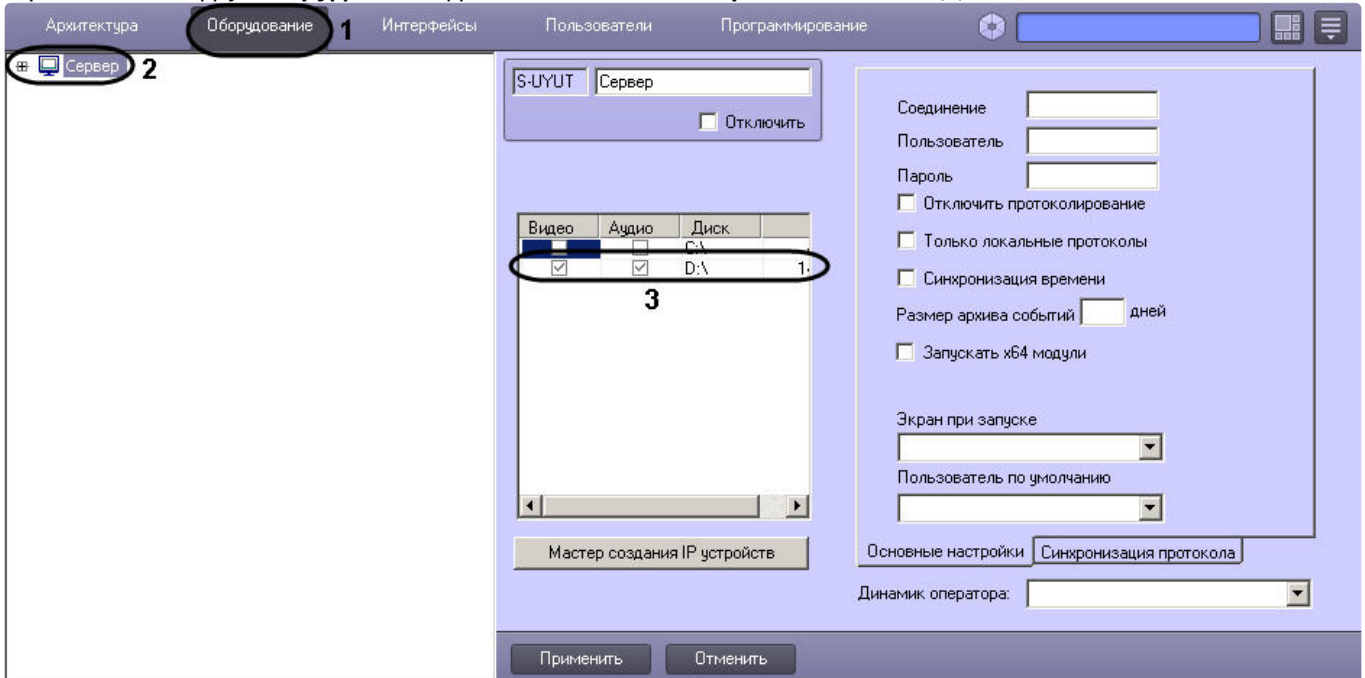 Архитектура Оборудование 1 Интерфейсы Пользователи Программирование
Сервер 2
S-UYUT Сервер
Отключить
Видео Аудио Диск
C:\
D:\ 1
3
Мастер создания IP устройств
Соединение
Пользователь
Пароль
Отключить протоколирование
Только локальные протоколы
Синхронизация времени
Размер архива событий дней
Запускать x64 модули
Экран при запуске
Пользователь по умолчанию
Основные настройки Синхронизация протокола
Динамик оператора:
Применить Отменить